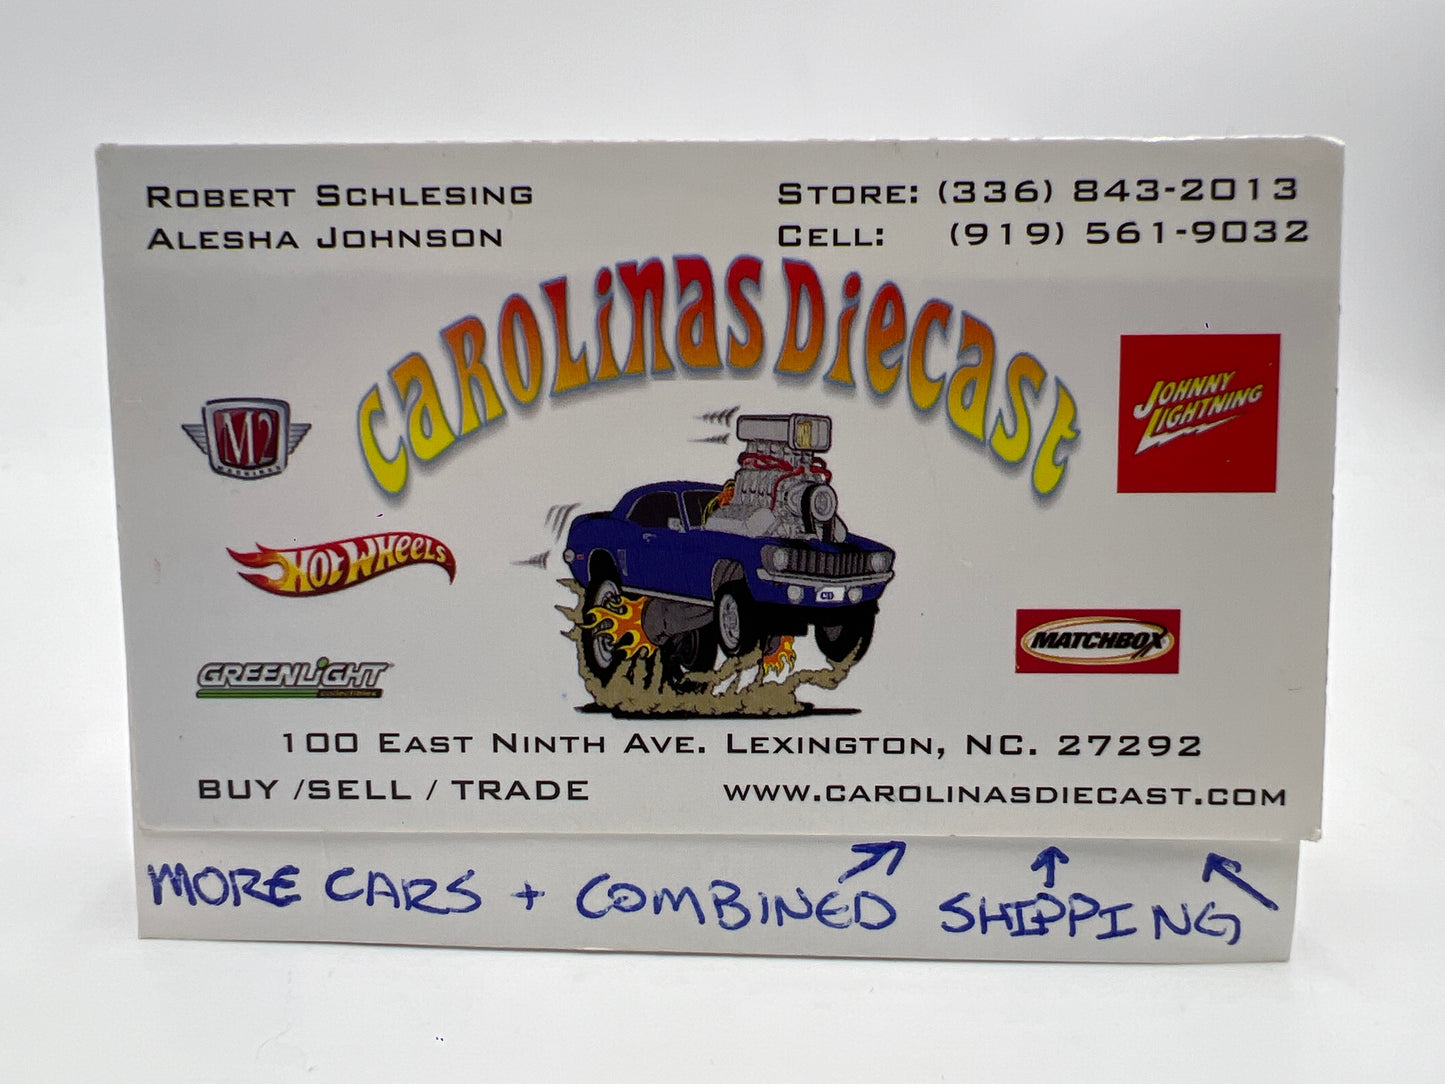 ROBERT SCHLESING
ALESHA JOHNSON
STORE: (336) 843-2013
CELL: (919) 561-9032
CAROLINAS DIECAST
M2
MACHINES
JOHNNY
LIGHTNING
HOT WHEELS
MATCHBOX
GREENLIGHT
collectibles
100 EAST NINTH AVE. LEXINGTON, NC. 27292
BUY /SELL / TRADE
WWW.CAROLINASDIECAST.COM
MORE CARS + COMBINED SHIPPING